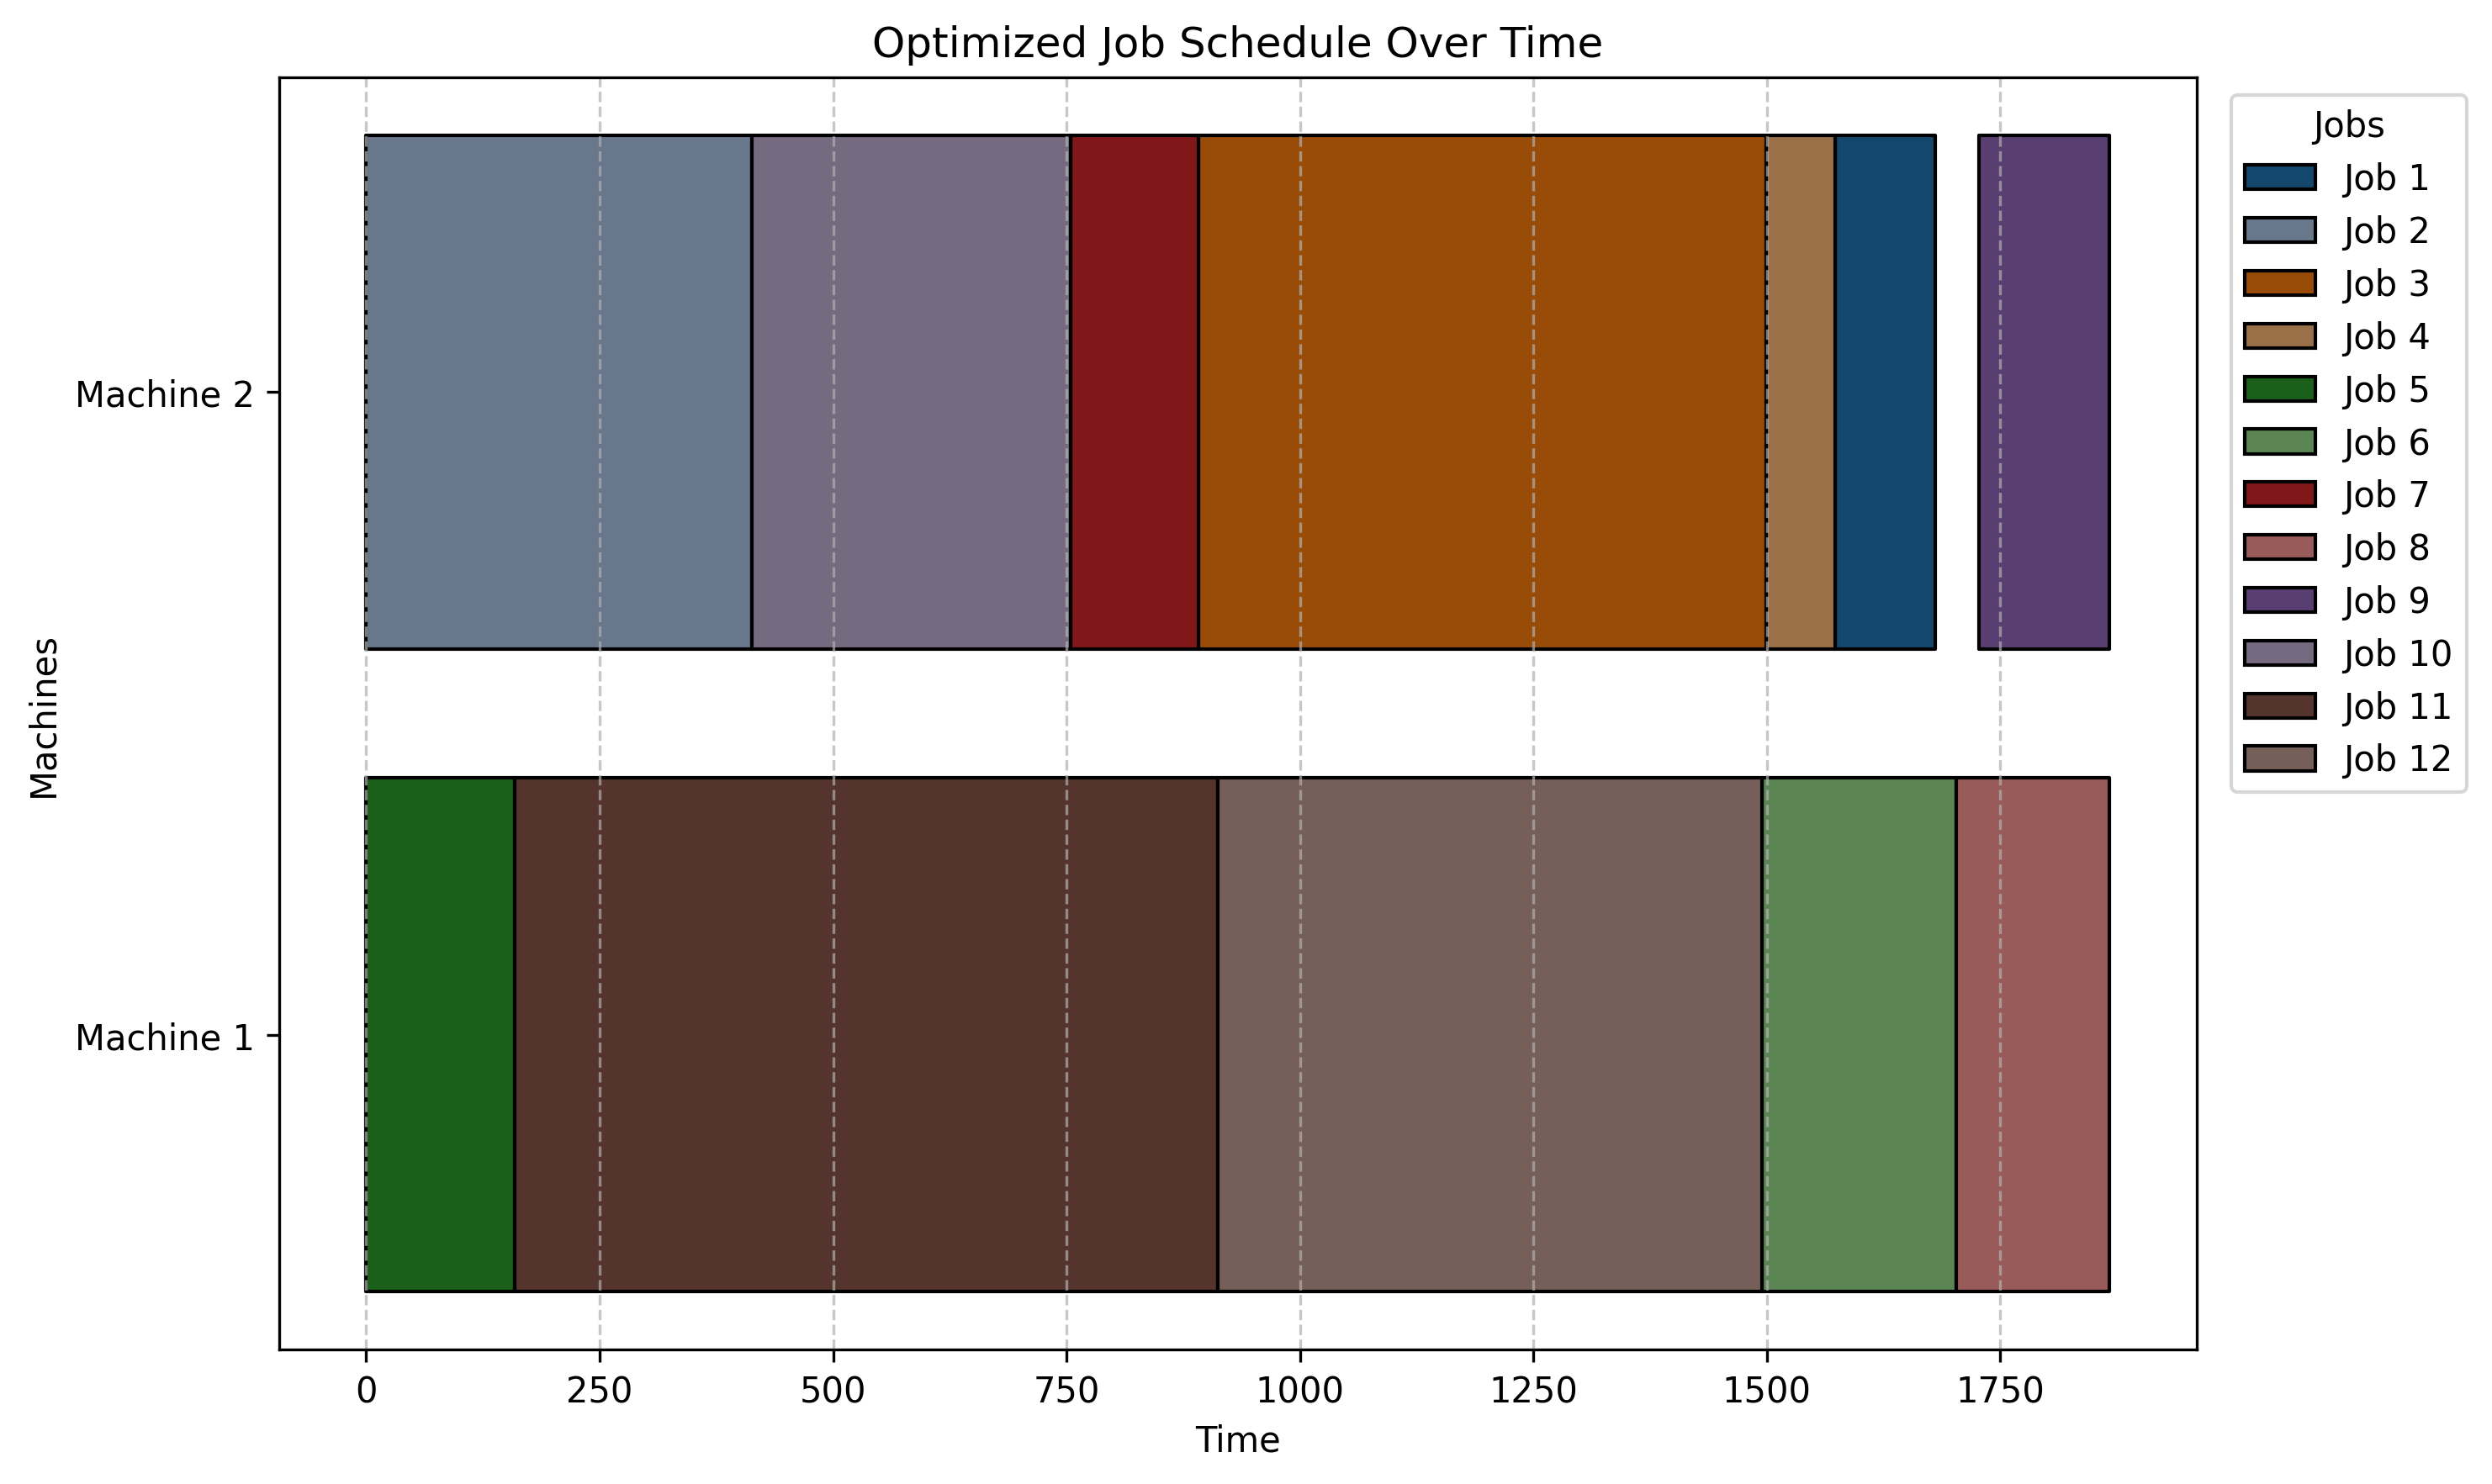 Optimized Job Schedule Over Time
Machines
Machine 2
Machine 1
0 250 500 750 1000 1250 1500 1750
Time
Jobs
Job 1
Job 2
Job 3
Job 4
Job 5
Job 6
Job 7
Job 8
Job 9
Job 10
Job 11
Job 12